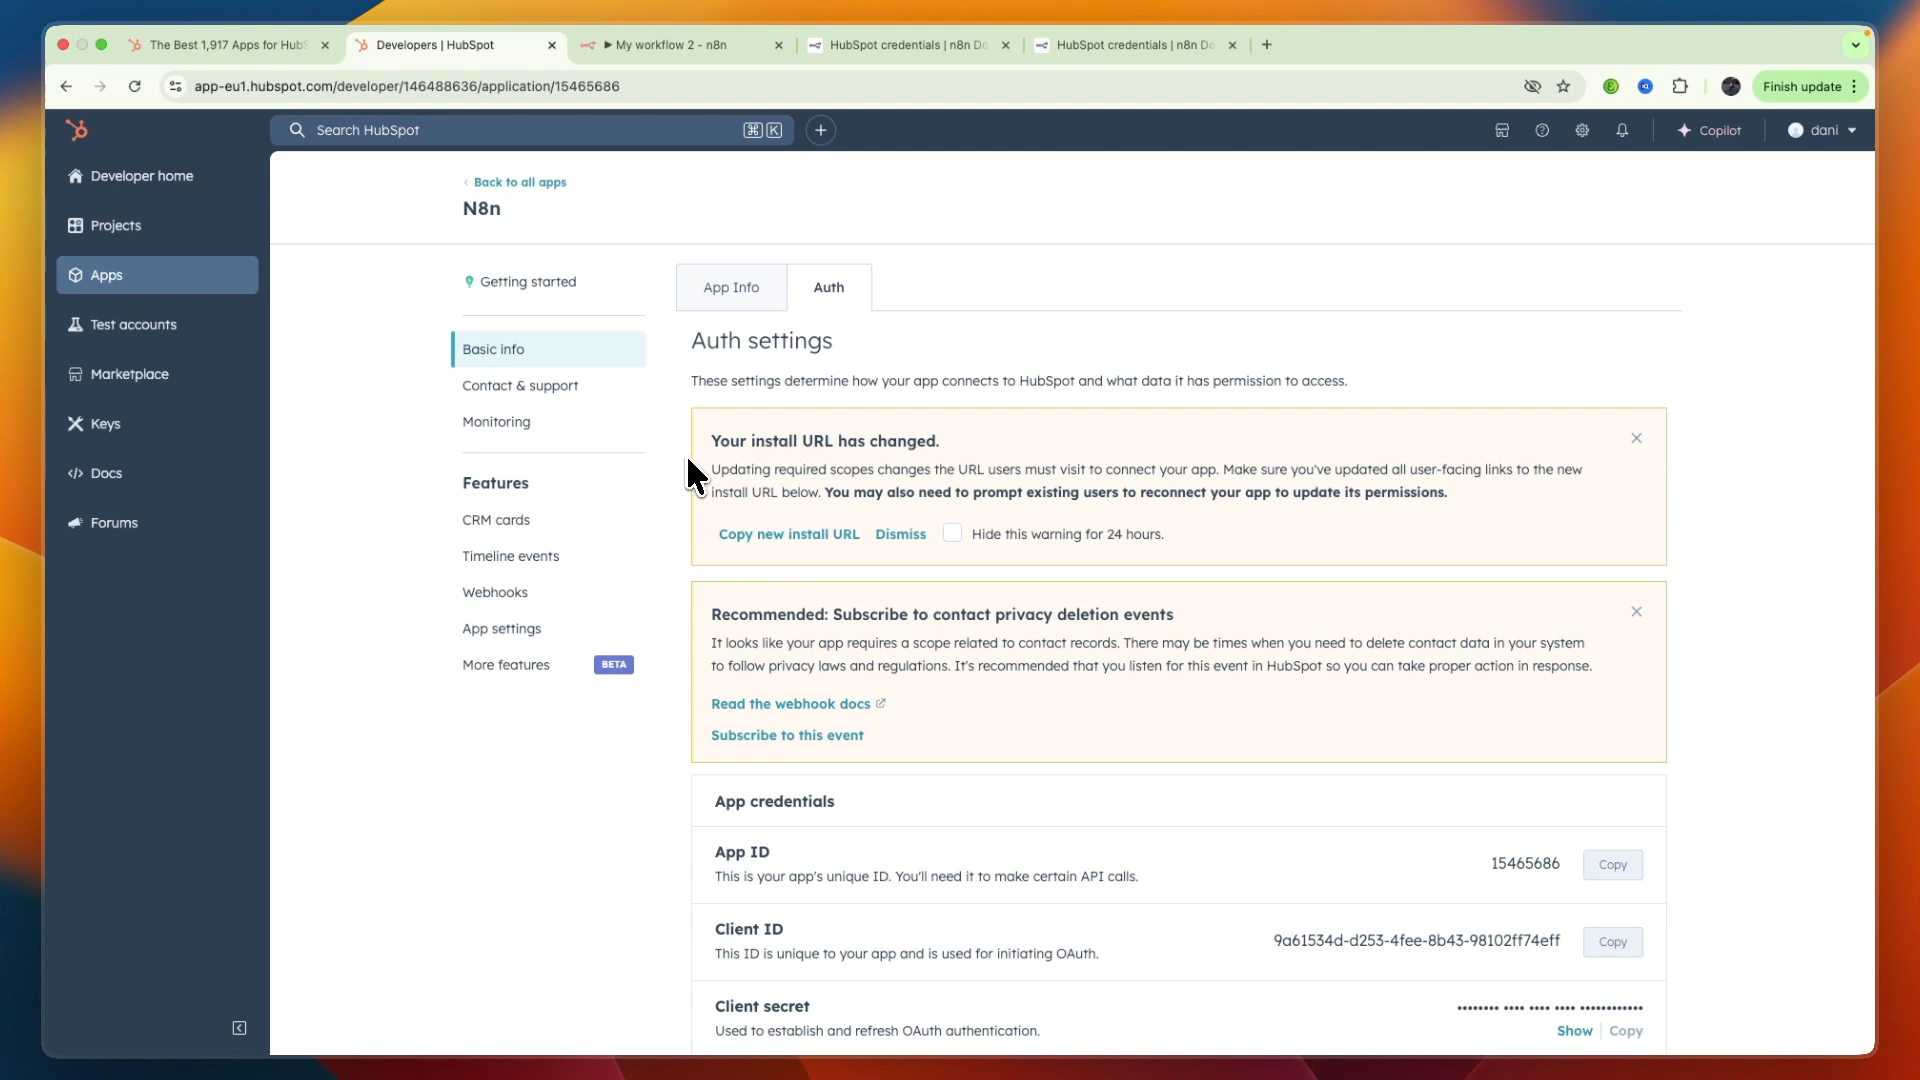 The Best 1,917 Apps for HubS
Developers | HubSpot
My workflow 2 - n8n
HubSpot credentials | n8n Do
HubSpot credentials | n8n Do
app-eu1.hubspot.com/developer/146488636/application/15465686
Finish update
Search HubSpot
⌘ K
Copilot
dani
Developer home
Projects
Apps
Test accounts
Marketplace
Keys
Docs
Forums
Back to all apps
N8n
Getting started
Basic info
Contact & support
Monitoring
Features
CRM cards
Timeline events
Webhooks
App settings
More features
BETA
App Info
Auth
Auth settings
These settings determine how your app connects to HubSpot and what data it has permission to access.
Your install URL has changed.
Updating required scopes changes the URL users must visit to connect your app. Make sure you've updated all user-facing links to the new
install URL below. You may also need to prompt existing users to reconnect your app to update its permissions.
Copy new install URL
Dismiss
Hide this warning for 24 hours.
Recommended: Subscribe to contact privacy deletion events
It looks like your app requires a scope related to contact records. There may be times when you need to delete contact data in your system
to follow privacy laws and regulations. It's recommended that you listen for this event in HubSpot so you can take proper action in response.
Read the webhook docs
Subscribe to this event
App credentials
App ID
This is your app's unique ID. You'll need it to make certain API calls.
15465686
Copy
Client ID
This ID is unique to your app and is used for initiating OAuth.
9a61534d-d253-4fee-8b43-98102ff74eff
Copy
Client secret
Used to establish and refresh OAuth authentication.
•••••••• •••• •••• •••• ••••••••••••
Show
Copy